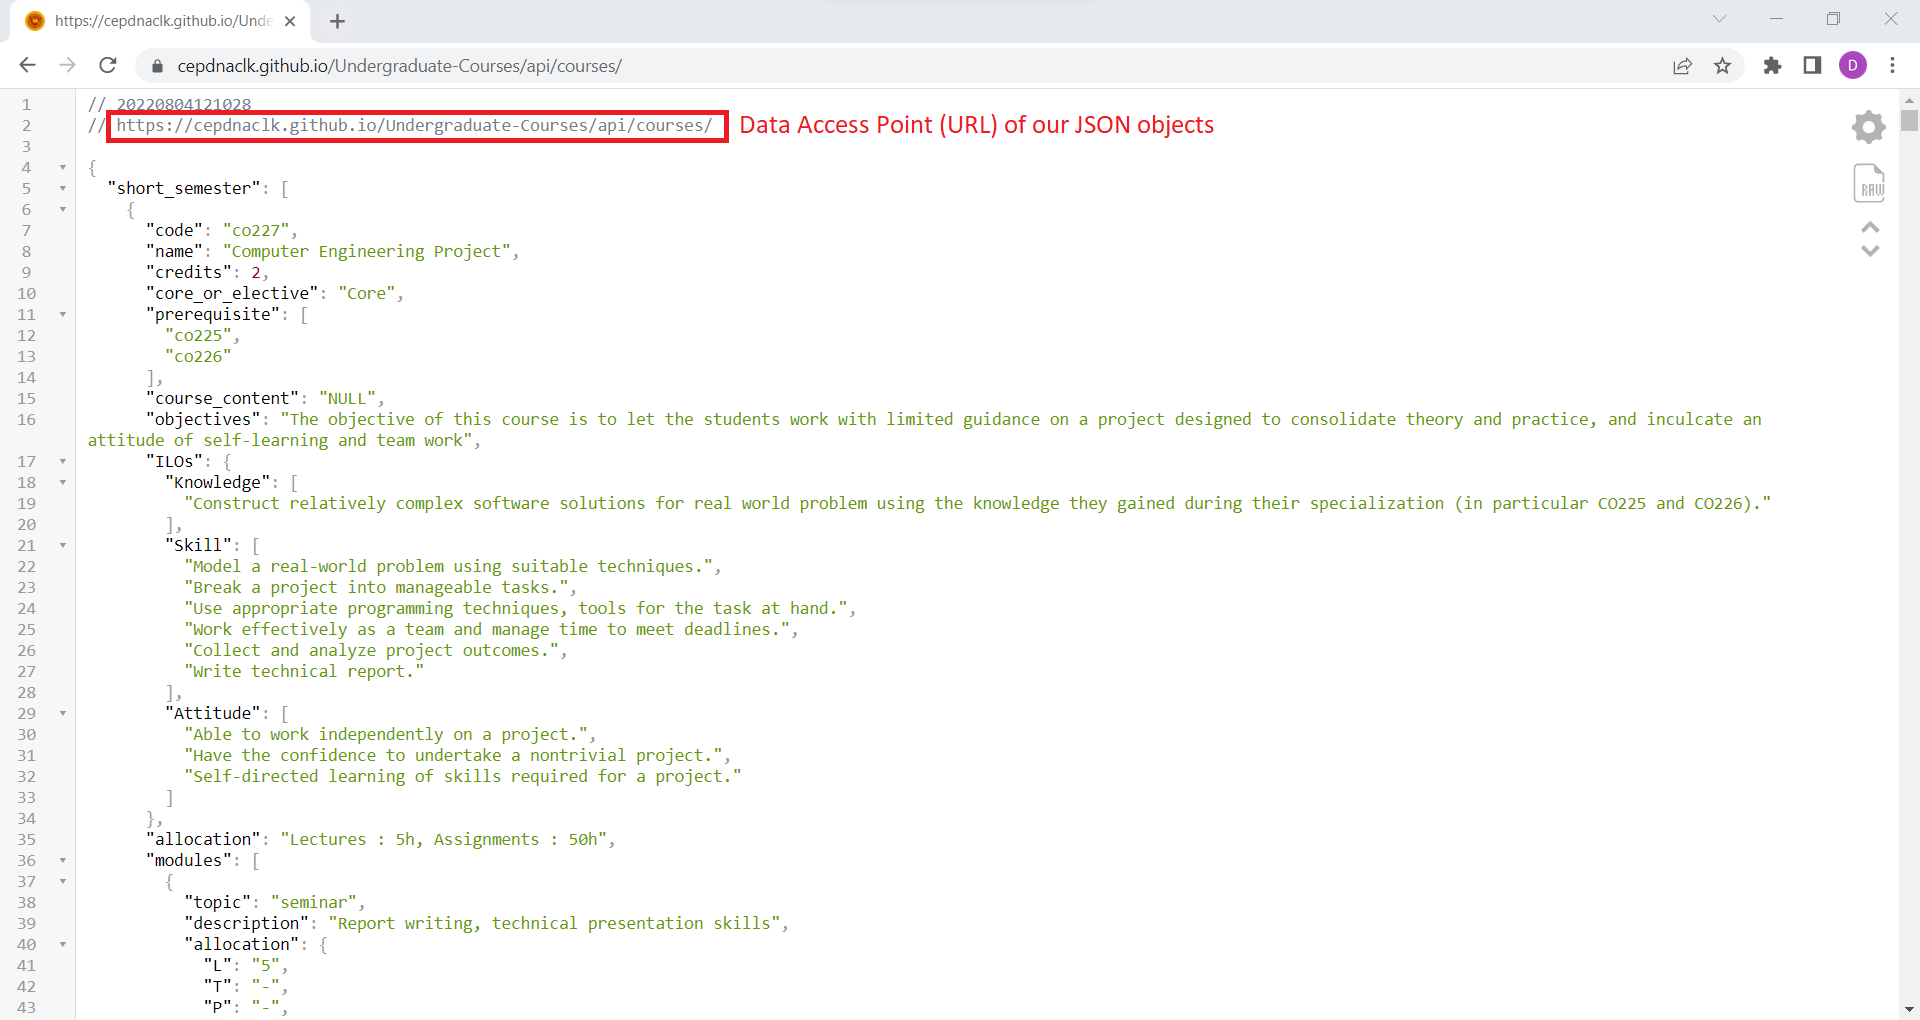 https://cepdnaclk.github.io/Unde
cepdnaclk.github.io/Undergraduate-Courses/api/courses/
D
1 // 20220804121028
2 // https://cepdnaclk.github.io/Undergraduate-Courses/api/courses/ Data Access Point (URL) of our JSON objects
3
4 {
5 "short_semester": [
6 {
7 "code": "co227",
8 "name": "Computer Engineering Project",
9 "credits": 2,
10 "core_or_elective": "Core",
11 "prerequisite": [
12 "co225",
13 "co226"
14 ],
15 "course_content": "NULL",
16 "objectives": "The objective of this course is to let the students work with limited guidance on a project designed to consolidate theory and practice, and inculcate an
attitude of self-learning and team work",
17 "ILOs": {
18 "Knowledge": [
19 "Construct relatively complex software solutions for real world problem using the knowledge they gained during their specialization (in particular CO225 and CO226)."
20 ],
21 "Skill": [
22 "Model a real-world problem using suitable techniques.",
23 "Break a project into manageable tasks.",
24 "Use appropriate programming techniques, tools for the task at hand.",
25 "Work effectively as a team and manage time to meet deadlines.",
26 "Collect and analyze project outcomes.",
27 "Write technical report."
28 ],
29 "Attitude": [
30 "Able to work independently on a project.",
31 "Have the confidence to undertake a nontrivial project.",
32 "Self-directed learning of skills required for a project."
33 ]
34 },
35 "allocation": "Lectures : 5h, Assignments : 50h",
36 "modules": [
37 {
38 "topic": "seminar",
39 "description": "Report writing, technical presentation skills",
40 "allocation": {
41 "L": "5",
42 "T": "-",
43 "P": "-",
RAW